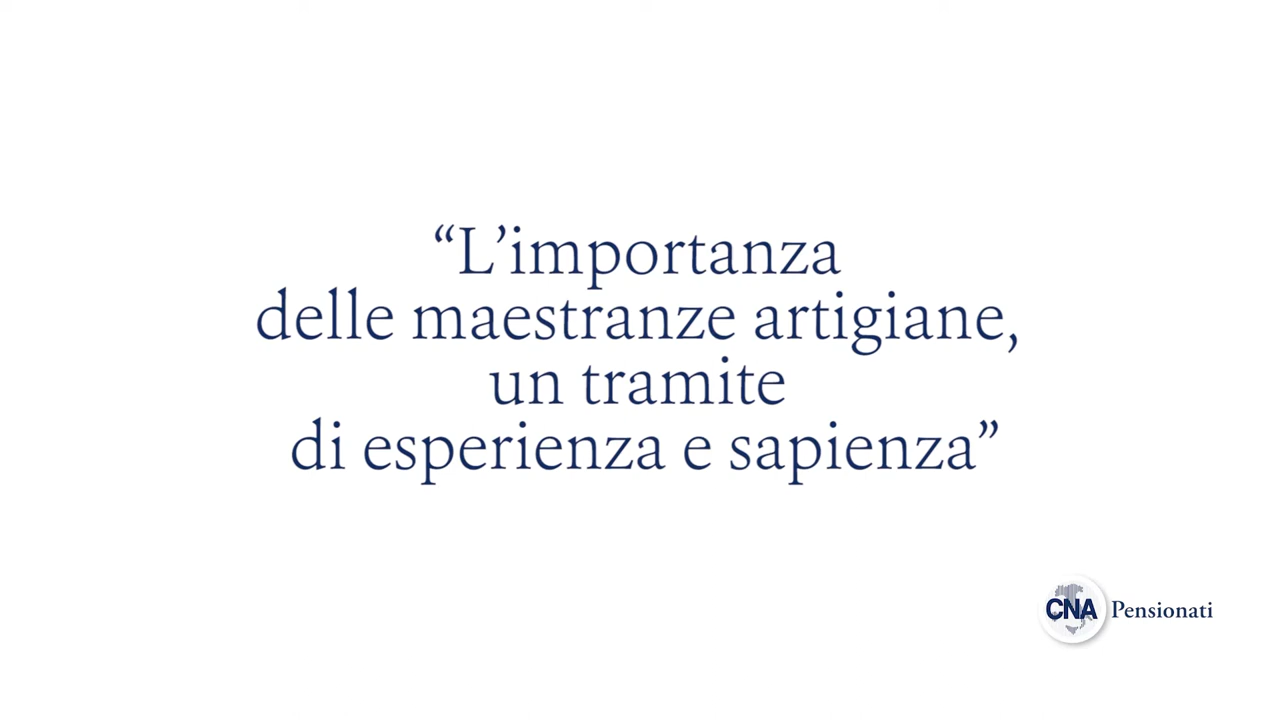 “L’importanza
delle maestranze artigiane,
un tramite
di esperienza e sapienza”
CNA Pensionati